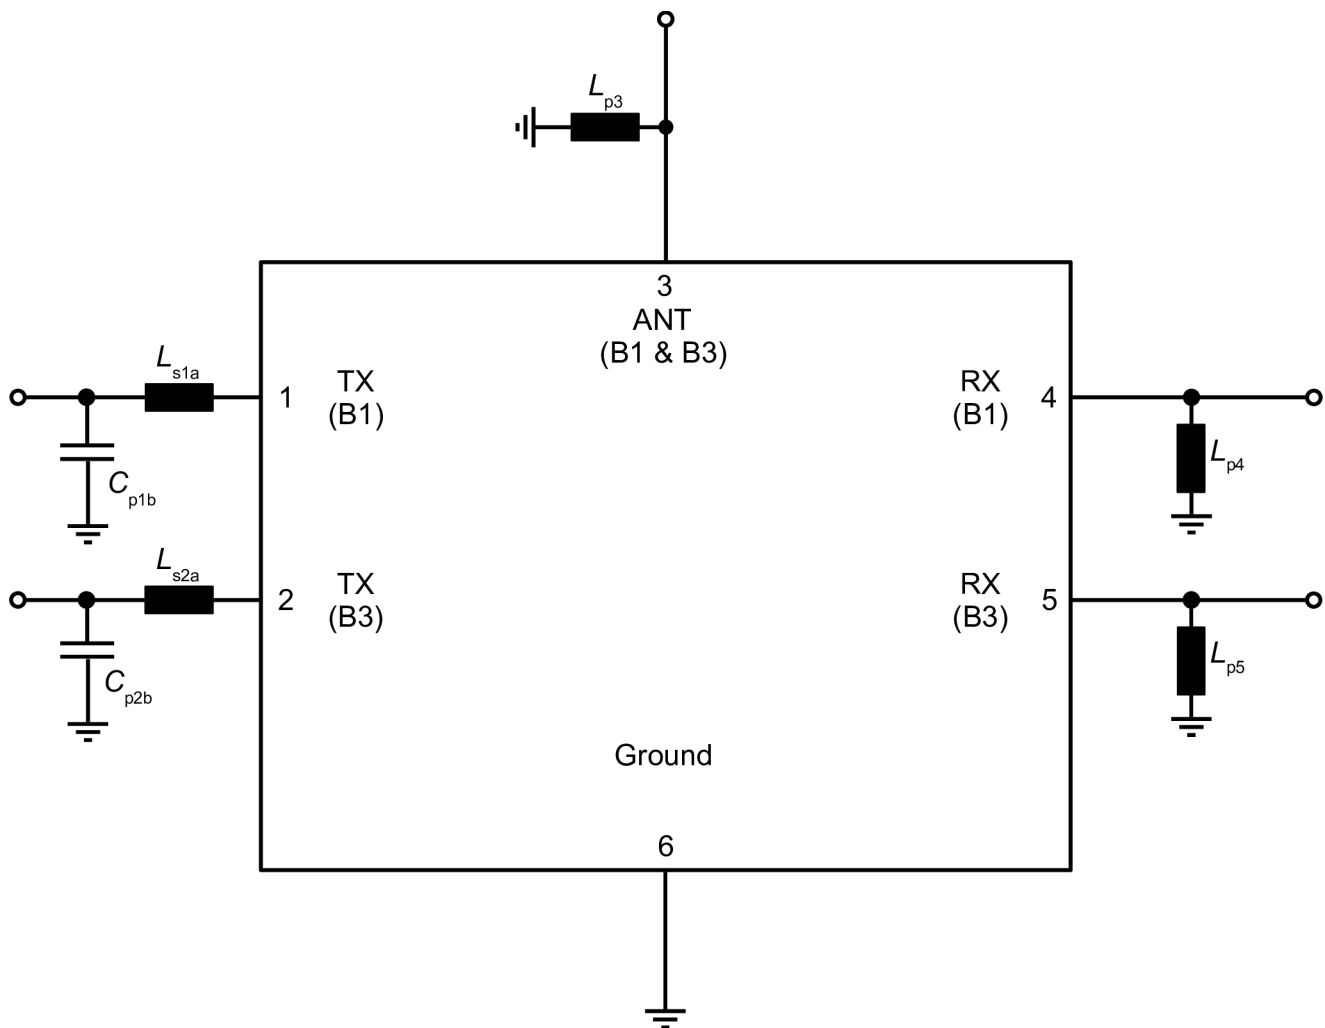 Lp3
3
ANT
(B1 & B3)
Ls1a
1
TX
(B1)
RX
(B1)
4
Lp4
Cp1b
Ls2a
2
TX
(B3)
RX
(B3)
5
Lp5
Cp2b
Ground
6